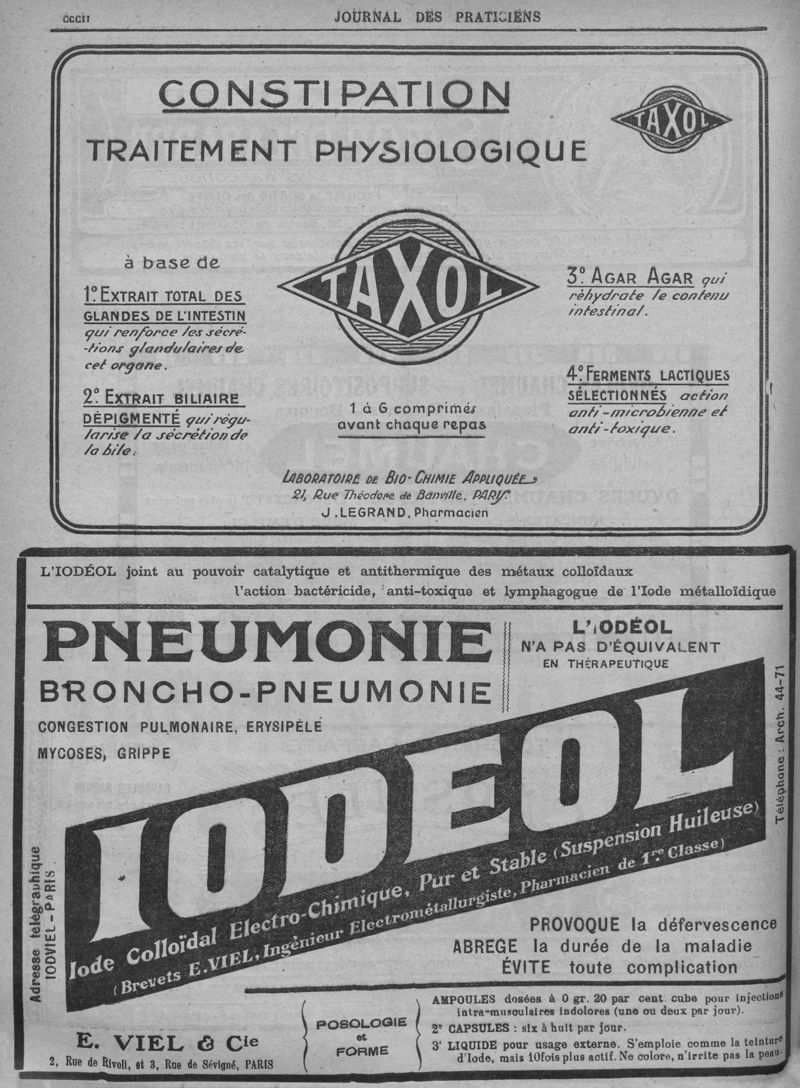 cccii
JOURNAL DES PRATICIENS
CONSTIPATION
TRAITEMENT PHYSIOLOGIQUE
TAXOL
à base de
1º. EXTRAIT TOTAL DES
GLANDES DE L'INTESTIN
qui renforce les sécré-
-tions glandulaires de
cet organe.
2º. EXTRAIT BILIAIRE
DÉPIGMENTÉ qui régu-
larise la sécrétion de
la bile.
TAXOL
1 à 6 comprimés
avant chaque repas
3º. AGAR AGAR qui
réhydrate le contenu
intestinal.
4º. FERMENTS LACTIQUES
SÉLECTIONNÉS action
anti-microbienne et
anti-toxique.
LABORATOIRE DE BIO-CHIMIE APPLIQUÉE
21, Rue Théodore de Banville, PARIS
J. LEGRAND, Pharmacien
L'IODÉOL joint au pouvoir catalytique et antithermique des métaux colloïdaux
l'action bactéricide, anti-toxique et lymphagogue de l'Iode métalloïdique
PNEUMONIE
BRONCHO-PNEUMONIE
CONGESTION PULMONAIRE, ERYSIPÈLE
MYCOSES, GRIPPE
L'IODÉOL
N'A PAS D'ÉQUIVALENT
EN THÉRAPEUTIQUE
Téléphone : Arch. 44-71
IODEOL
Iode Colloïdal Electro-Chimique, Pur et Stable (Suspension Huileuse)
(Brevets E.VIEL, Ingénieur Electrométallurgiste, Pharmacien de 1re Classe)
Adresse télégraphique
IODVIEL-PARIS
PROVOQUE la défervescence
ABREGE la durée de la maladie
ÉVITE toute complication
E. VIEL & Cie
2, Rue de Rivoli, et 3, Rue de Sévigné, PARIS
POSOLOGIE
et
FORME
AMPOULES dosées à 0 gr. 20 par cent. cube pour injections
intra-musculaires indolores (une ou deux par jour).
2º CAPSULES : six à huit par jour.
3º LIQUIDE pour usage externe. S'emploie comme la teinture
d'Iode, mais 10 fois plus actif. Ne colore, n'irrite pas la peau.